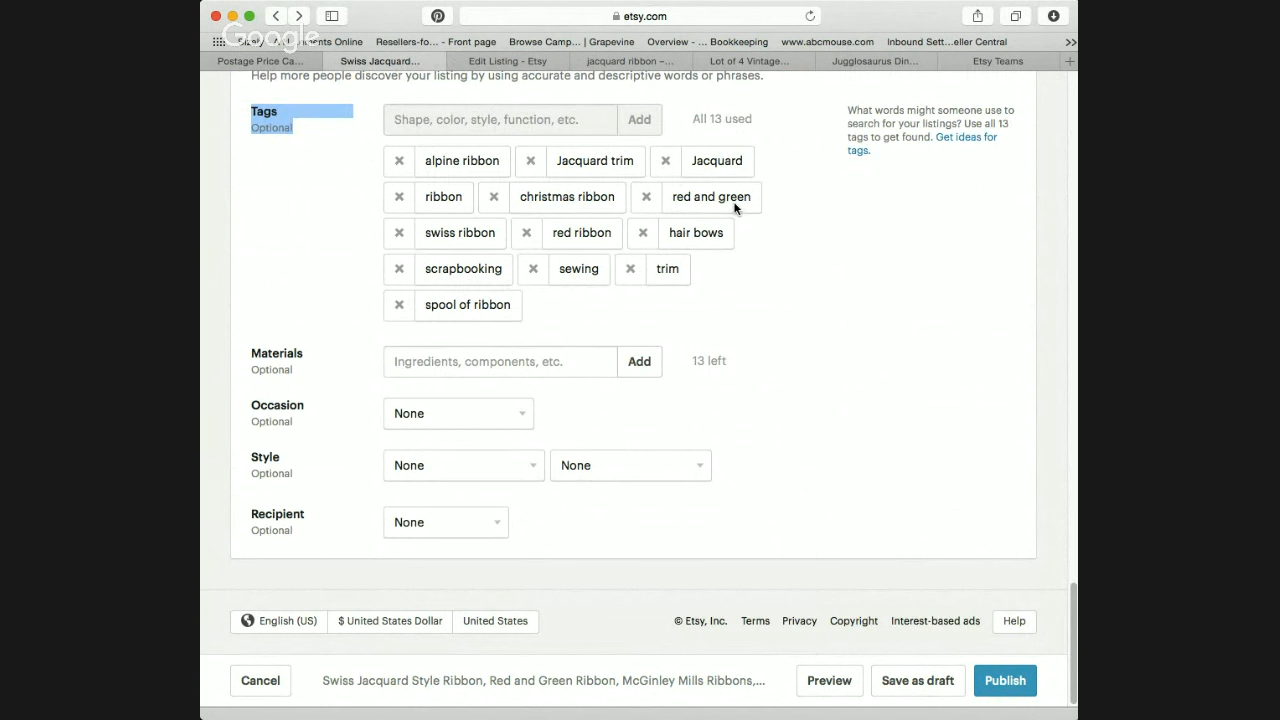 etsy.com
Google
Online
Resellers-fo... - Front page
Browse Camp... | Grapevine
Overview - ... Bookkeeping
www.abcmouse.com
Inbound Sett...eller Central
Postage Price Ca...
Swiss Jacquard...
Edit Listing - Etsy
jacquard ribbon –...
Lot of 4 Vintage...
Jugglosaurus Din...
Etsy Teams
Help more people discover your listing by using accurate and descriptive words or phrases.
Tags
Optional
Shape, color, style, function, etc.
Add
All 13 used
What words might someone use to
search for your listings? Use all 13
tags to get found. Get ideas for
tags.
alpine ribbon
Jacquard trim
Jacquard
ribbon
christmas ribbon
red and green
swiss ribbon
red ribbon
hair bows
scrapbooking
sewing
trim
spool of ribbon
Materials
Optional
Ingredients, components, etc.
Add
13 left
Occasion
Optional
None
Style
Optional
None
None
Recipient
Optional
None
English (US)
$ United States Dollar
United States
© Etsy, Inc.
Terms
Privacy
Copyright
Interest-based ads
Help
Cancel
Swiss Jacquard Style Ribbon, Red and Green Ribbon, McGinley Mills Ribbons,...
Preview
Save as draft
Publish